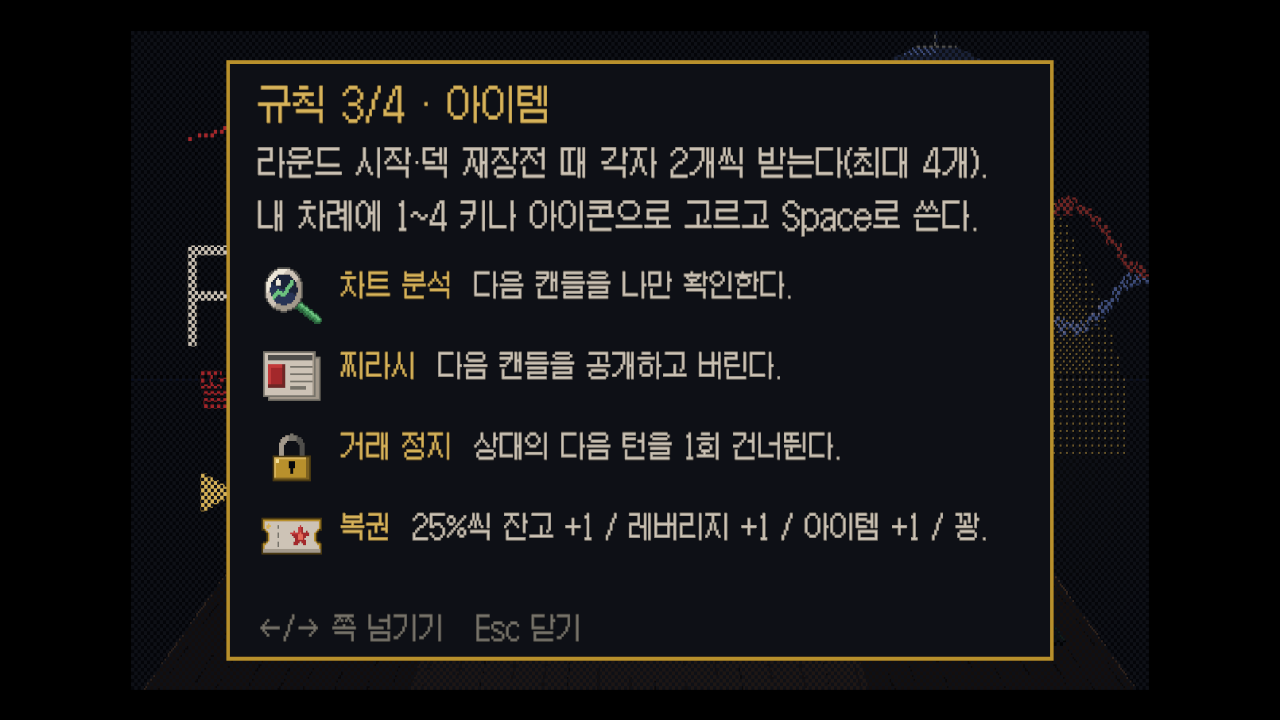 규칙 3/4 · 아이템
라운드 시작·덱 재장전 때 각자 2개씩 받는다(최대 4개).
내 차례에 1~4 키나 아이콘으로 고르고 Space로 쓴다.
차트 분석 다음 캔들을 나만 확인한다.
찌라시 다음 캔들을 공개하고 버린다.
거래 정지 상대의 다음 턴을 1회 건너뛴다.
복권 25%씩 잔고 +1 / 레버리지 +1 / 아이템 +1 / 꽝.
←/→ 쪽 넘기기 Esc 닫기